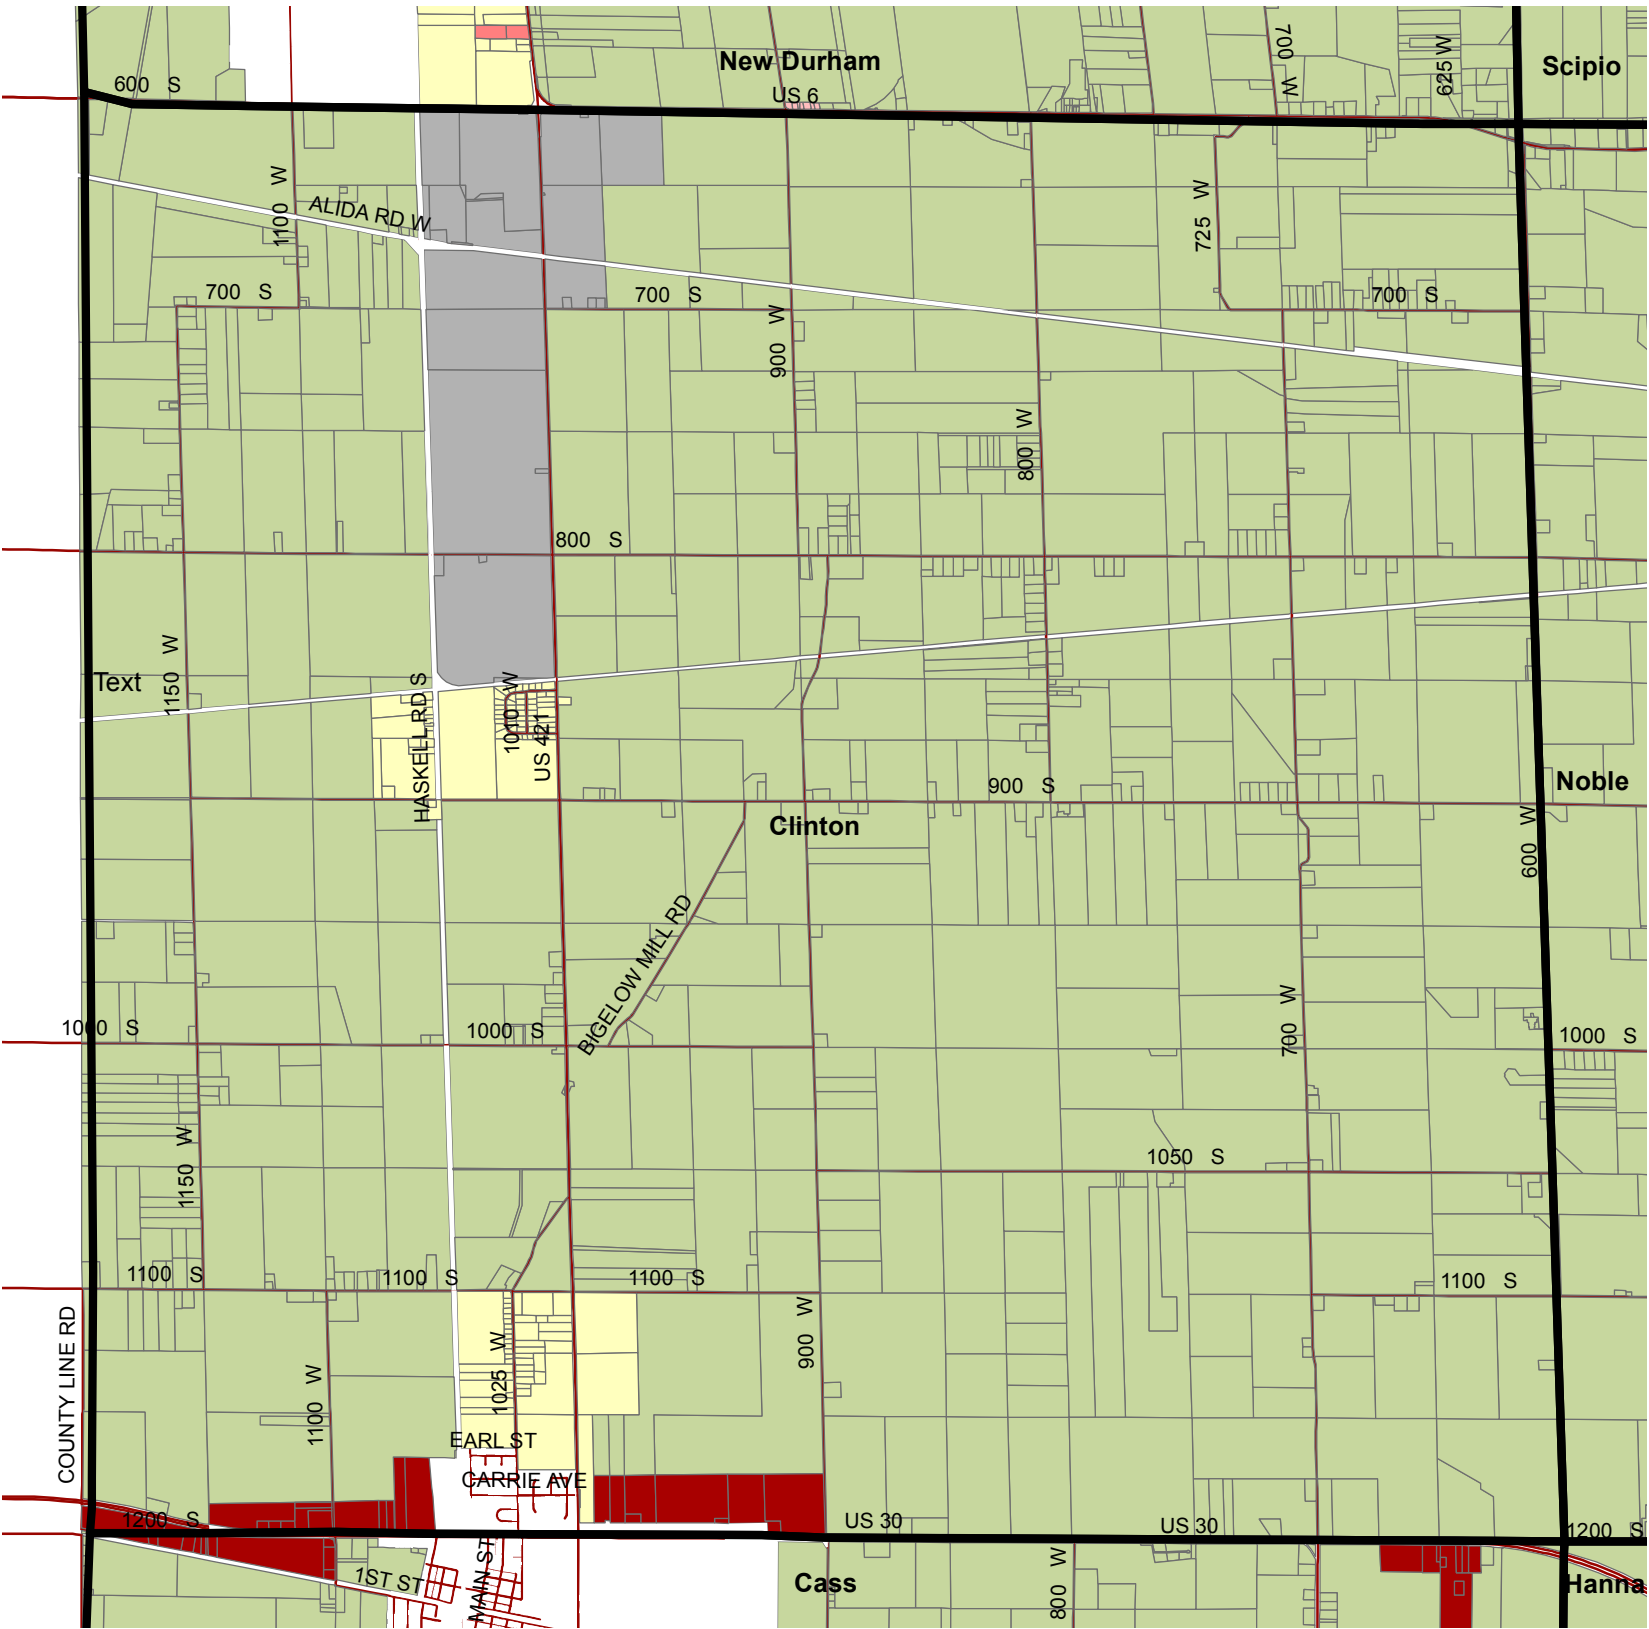 New Durham
700 W
625 W
Scipio
600 S
US 6
1100 W
ALIDA RD W
725 W
700 S
700 S
700 S
900 W
800 W
800 S
1150 W
Text
HASKELL RD S
1010 W
US 421
900 S
Noble
Clinton
600 W
BIGELOW MILL RD
700 W
1000 S
1000 S
1000 S
1150 W
1050 S
1100 S
1100 S
1100 S
1100 S
COUNTY LINE RD
1100 W
1025 W
900 W
EARL ST
CARRIE AVE
1200 S
US 30
US 30
1200 S
1ST ST
MAIN ST
Cass
800 W
Hanna